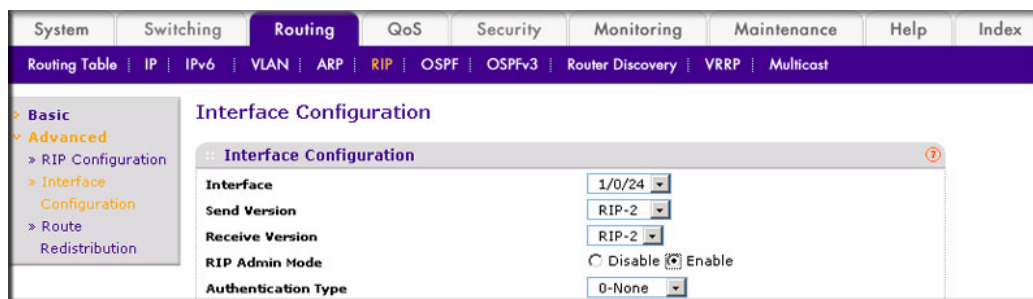 System Switching Routing QoS Security Monitoring Maintenance Help Index
Routing Table IP IPv6 VLAN ARP RIP OSPF OSPFv3 Router Discovery VRRP Multicast
Basic
Advanced
» RIP Configuration
» Interface
Configuration
» Route
Redistribution
Interface Configuration
Interface Configuration ?
Interface 1/0/24
Send Version RIP-2
Receive Version RIP-2
RIP Admin Mode Disable Enable
Authentication Type 0-None